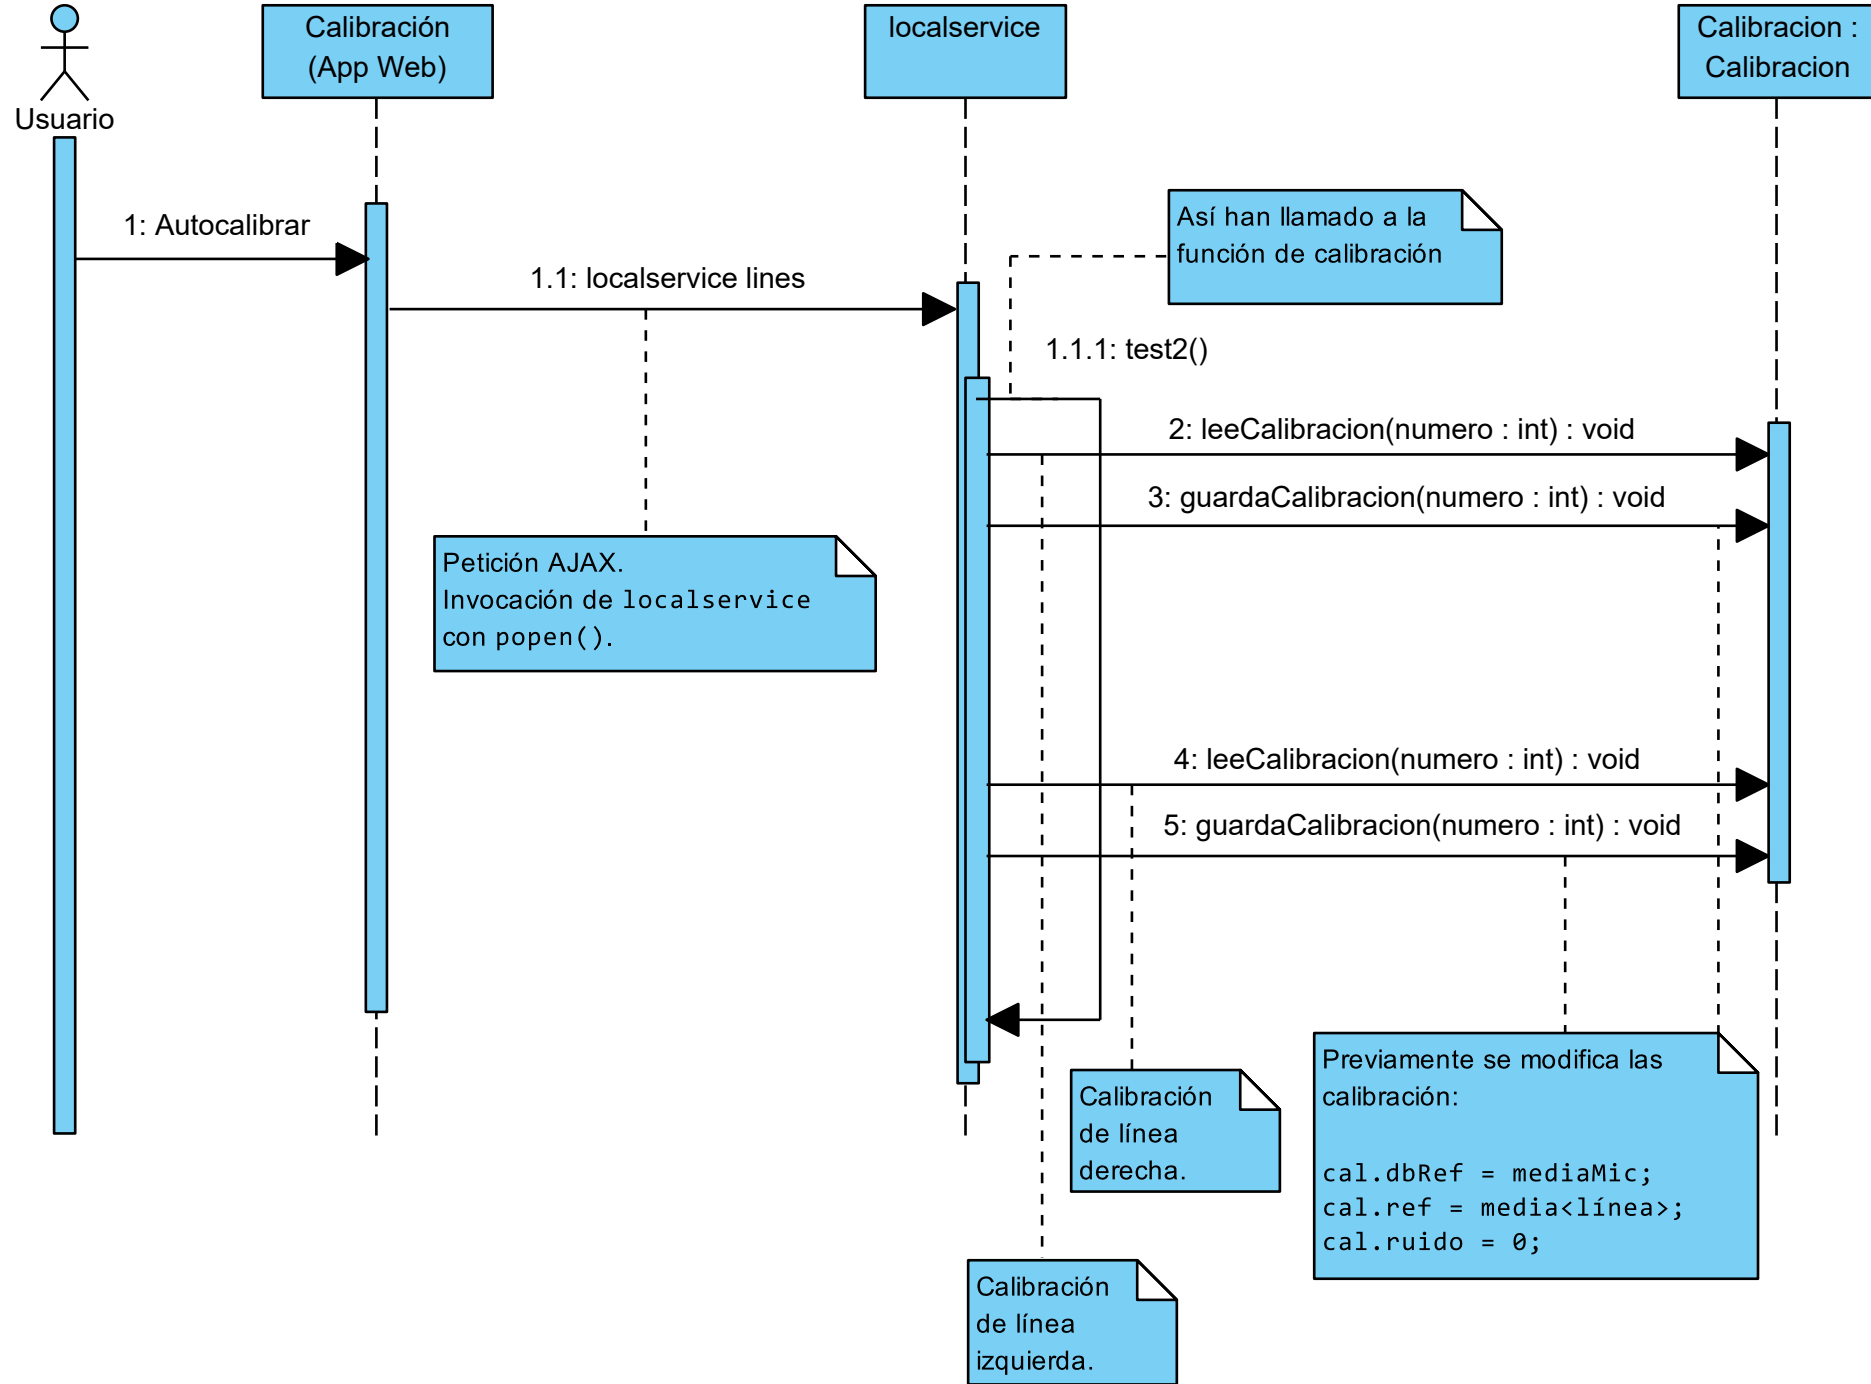 Usuario
Calibración
(App Web)
localservice
Calibracion :
Calibracion
1: Autocalibrar
1.1: localservice lines
Así han llamado a la
función de calibración
1.1.1: test2()
2: leeCalibracion(numero : int) : void
3: guardaCalibracion(numero : int) : void
Petición AJAX.
Invocación de localservice
con popen().
4: leeCalibracion(numero : int) : void
5: guardaCalibracion(numero : int) : void
Calibración
de línea
derecha.
Previamente se modifica las
calibración:
cal.dbRef = mediaMic;
cal.ref = media<línea>;
cal.ruido = 0;
Calibración
de línea
izquierda.